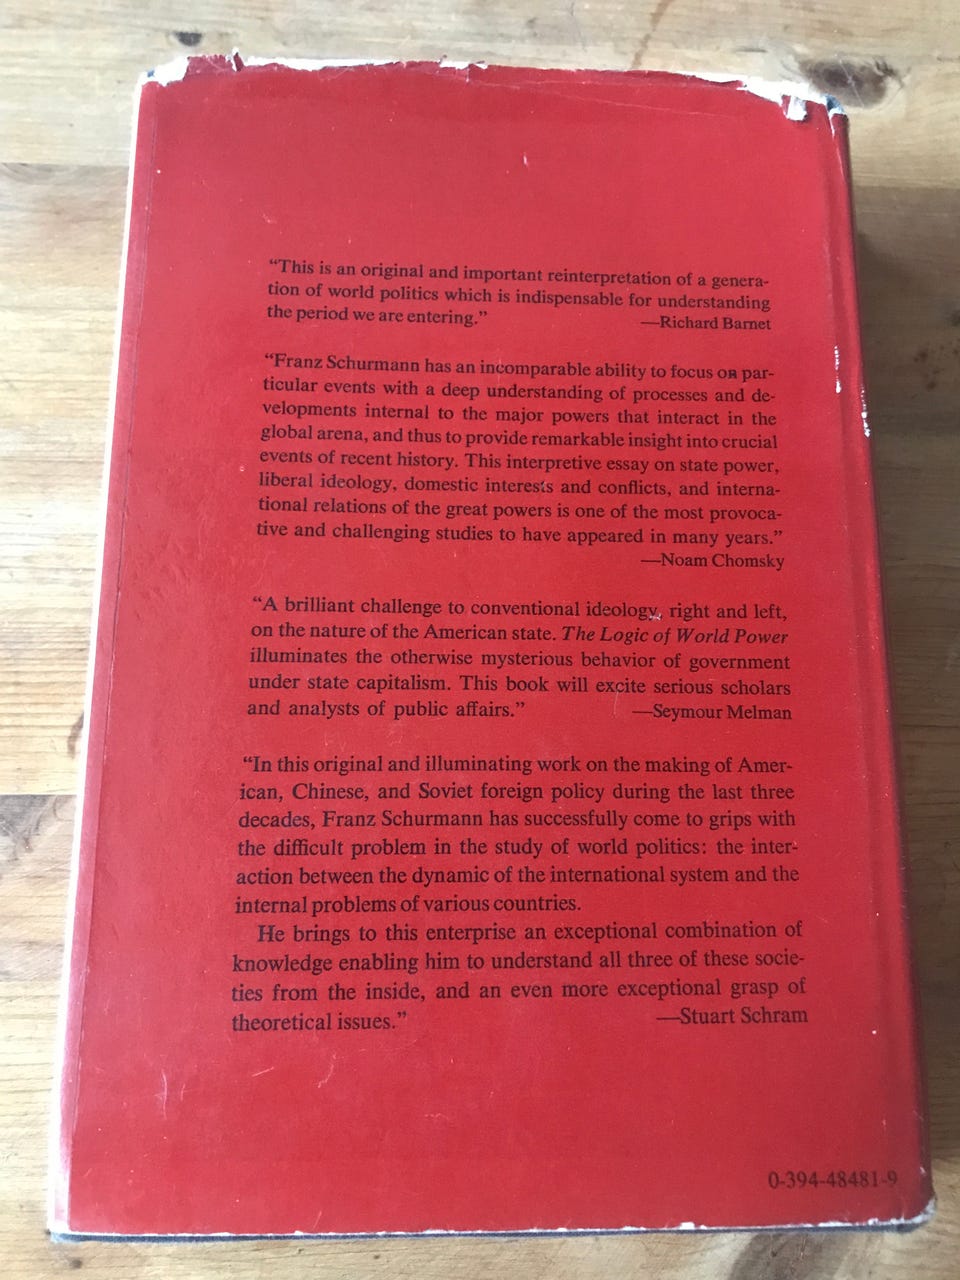 “This is an original and important reinterpretation of a genera-
tion of world politics which is indispensable for understanding
the period we are entering.” —Richard Barnet
“Franz Schurmann has an incomparable ability to focus on par-
ticular events with a deep understanding of processes and de-
velopments internal to the major powers that interact in the
global arena, and thus to provide remarkable insight into crucial
events of recent history. This interpretive essay on state power,
liberal ideology, domestic interests and conflicts, and interna-
tional relations of the great powers is one of the most provoca-
tive and challenging studies to have appeared in many years.”
—Noam Chomsky
“A brilliant challenge to conventional ideology, right and left,
on the nature of the American state. The Logic of World Power
illuminates the otherwise mysterious behavior of government
under state capitalism. This book will excite serious scholars
and analysts of public affairs.” —Seymour Melman
“In this original and illuminating work on the making of Amer-
ican, Chinese, and Soviet foreign policy during the last three
decades, Franz Schurmann has successfully come to grips with
the difficult problem in the study of world politics: the inter-
action between the dynamic of the international system and the
internal problems of various countries.
He brings to this enterprise an exceptional combination of
knowledge enabling him to understand all three of these socie-
ties from the inside, and an even more exceptional grasp of
theoretical issues.” —Stuart Schram
0-394-48481-9